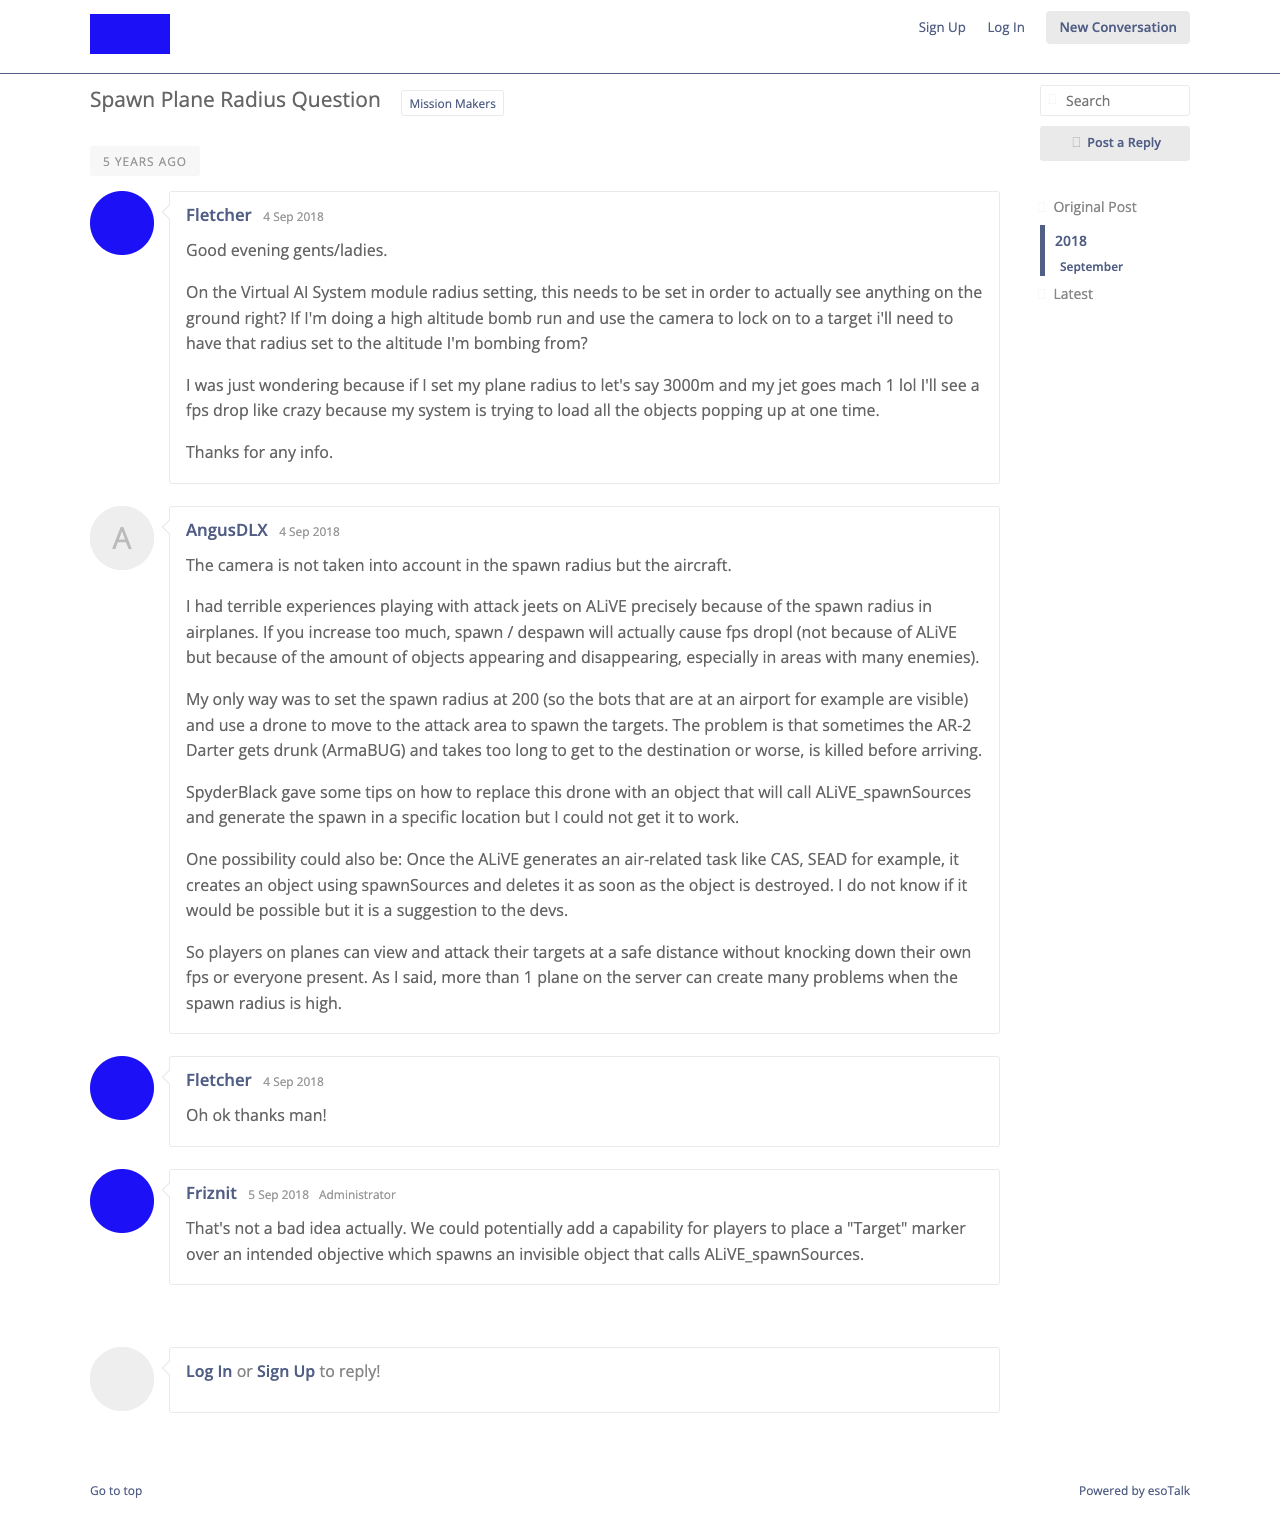 Sign Up
Log In
New Conversation
Spawn Plane Radius Question
Mission Makers
Search
Post a Reply
5 YEARS AGO
Original Post
2018
September
Latest
Fletcher 4 Sep 2018
Good evening gents/ladies.
On the Virtual AI System module radius setting, this needs to be set in order to actually see anything on the
ground right? If I'm doing a high altitude bomb run and use the camera to lock on to a target i'll need to
have that radius set to the altitude I'm bombing from?
I was just wondering because if I set my plane radius to let's say 3000m and my jet goes mach 1 lol I'll see a
fps drop like crazy because my system is trying to load all the objects popping up at one time.
Thanks for any info.
A
AngusDLX 4 Sep 2018
The camera is not taken into account in the spawn radius but the aircraft.
I had terrible experiences playing with attack jeets on ALiVE precisely because of the spawn radius in
airplanes. If you increase too much, spawn / despawn will actually cause fps dropl (not because of ALiVE
but because of the amount of objects appearing and disappearing, especially in areas with many enemies).
My only way was to set the spawn radius at 200 (so the bots that are at an airport for example are visible)
and use a drone to move to the attack area to spawn the targets. The problem is that sometimes the AR-2
Darter gets drunk (ArmaBUG) and takes too long to get to the destination or worse, is killed before arriving.
SpyderBlack gave some tips on how to replace this drone with an object that will call ALiVE_spawnSources
and generate the spawn in a specific location but I could not get it to work.
One possibility could also be: Once the ALiVE generates an air-related task like CAS, SEAD for example, it
creates an object using spawnSources and deletes it as soon as the object is destroyed. I do not know if it
would be possible but it is a suggestion to the devs.
So players on planes can view and attack their targets at a safe distance without knocking down their own
fps or everyone present. As I said, more than 1 plane on the server can create many problems when the
spawn radius is high.
Fletcher 4 Sep 2018
Oh ok thanks man!
Friznit 5 Sep 2018 Administrator
That's not a bad idea actually. We could potentially add a capability for players to place a "Target" marker
over an intended objective which spawns an invisible object that calls ALiVE_spawnSources.
Log In or Sign Up to reply!
Go to top
Powered by esoTalk